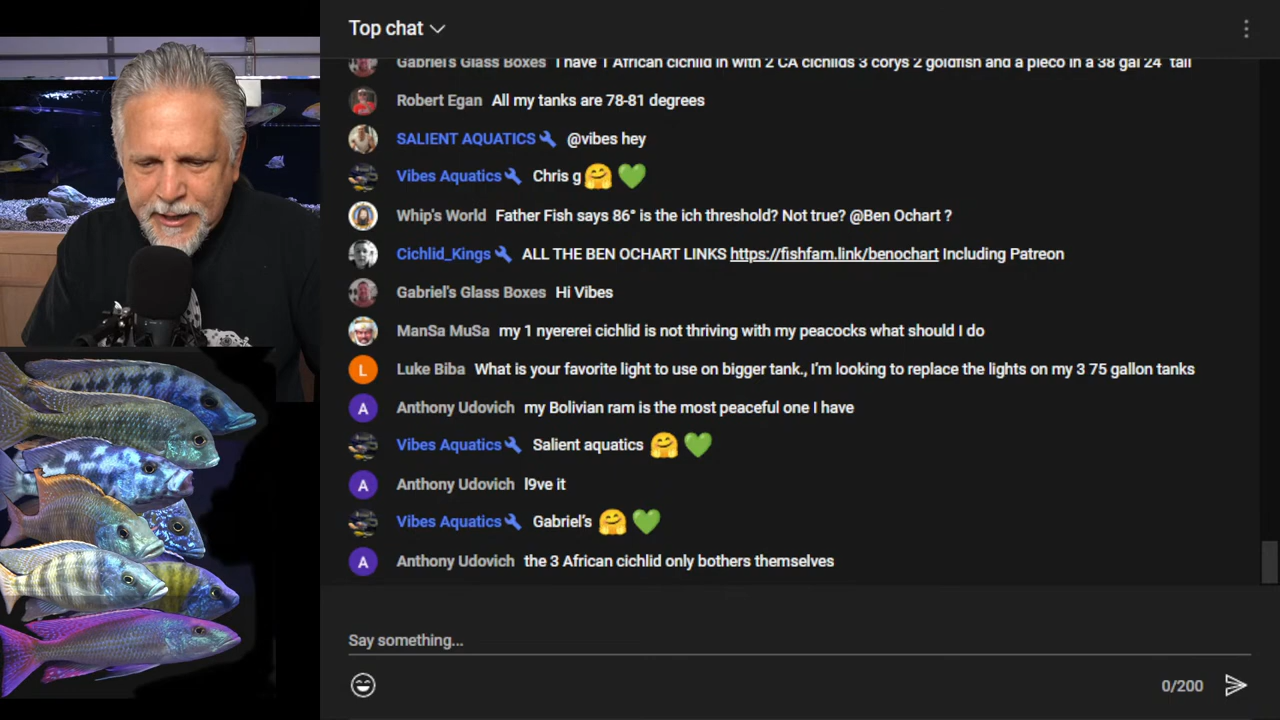 Top chat
Gabriel's Glass Boxes I have 1 African cichlid in with 2 CA cichlids 3 corys 2 goldfish and a pleco in a 38 gal 24" tall
Robert Egan All my tanks are 78-81 degrees
SALIENT AQUATICS @vibes hey
Vibes Aquatics Chris g
Whip's World Father Fish says 86° is the ich threshold? Not true? @Ben Ochart ?
Cichlid_Kings ALL THE BEN OCHART LINKS https://fishfam.link/benochart Including Patreon
Gabriel's Glass Boxes Hi Vibes
ManSa MuSa my 1 nyererei cichlid is not thriving with my peacocks what should I do
L Luke Biba What is your favorite light to use on bigger tank., I'm looking to replace the lights on my 3 75 gallon tanks
A Anthony Udovich my Bolivian ram is the most peaceful one I have
Vibes Aquatics Salient aquatics
A Anthony Udovich l9ve it
Vibes Aquatics Gabriel's
A Anthony Udovich the 3 African cichlid only bothers themselves
Say something...
0/200